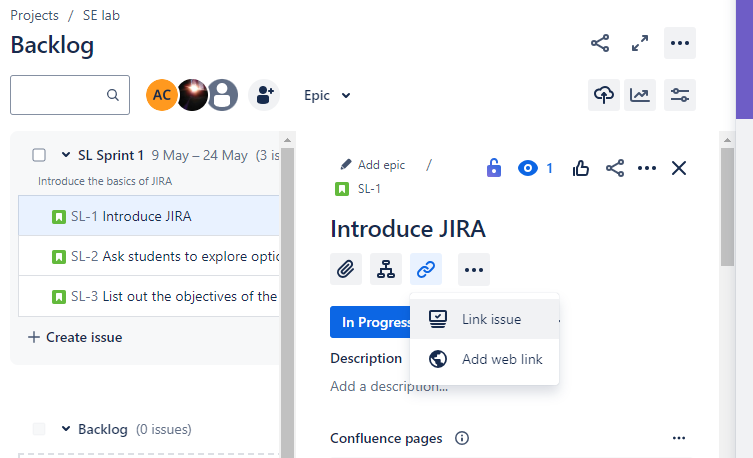 Projects / SE lab
Backlog
AC
Epic
SL Sprint 1 9 May – 24 May (3 is
Introduce the basics of JIRA
SL-1 Introduce JIRA
SL-2 Ask students to explore optic
SL-3 List out the objectives of the
Create issue
Backlog (0 issues)
Add epic /
1
SL-1
Introduce JIRA
In Progress
Link issue
Add web link
Description
Add a description...
Confluence pages